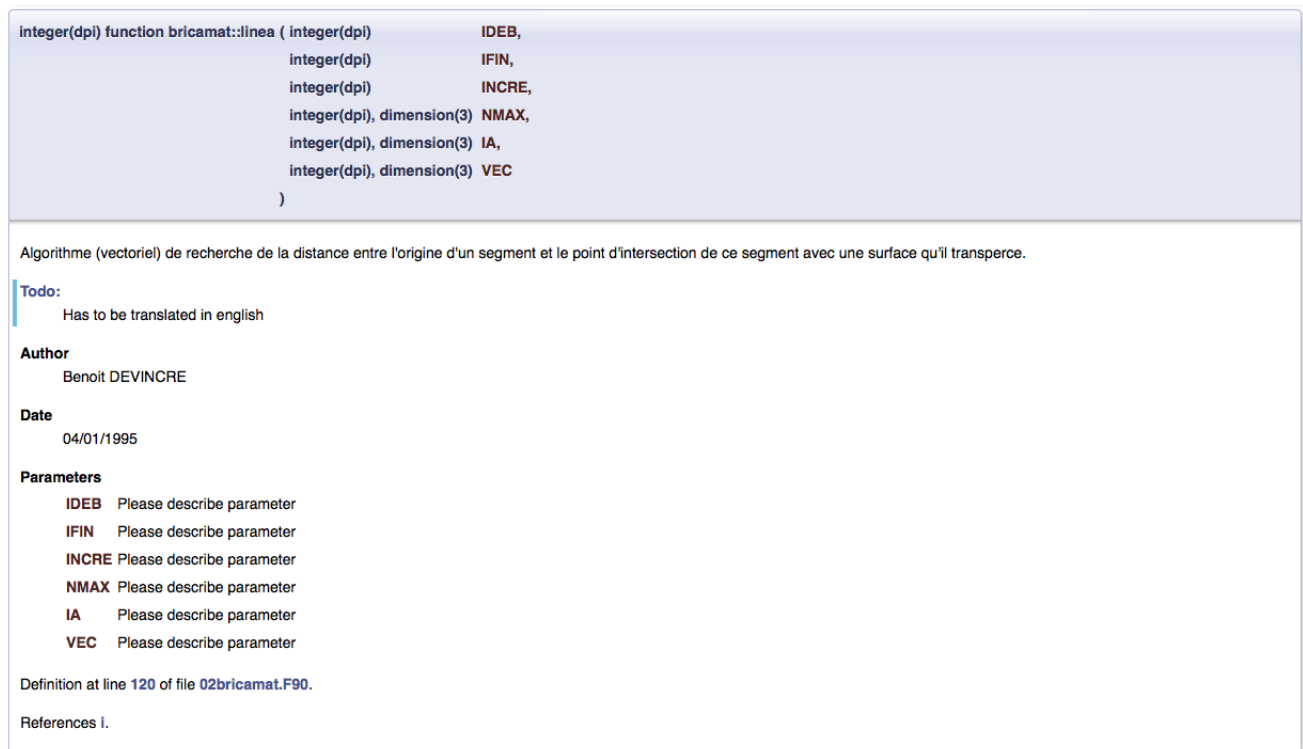 integer(dpi) function bricamat::linea ( integer(dpi) IDEB,
integer(dpi) IFIN,
integer(dpi) INCRE,
integer(dpi), dimension(3) NMAX,
integer(dpi), dimension(3) IA,
integer(dpi), dimension(3) VEC
)
Algorithme (vectoriel) de recherche de la distance entre l'origine d'un segment et le point d'intersection de ce segment avec une surface qu'il transperce.
Todo:
Has to be translated in english
Author
Benoit DEVINCRE
Date
04/01/1995
Parameters
IDEB Please describe parameter
IFIN Please describe parameter
INCRE Please describe parameter
NMAX Please describe parameter
IA Please describe parameter
VEC Please describe parameter
Definition at line 120 of file 02bricamat.F90.
References i.